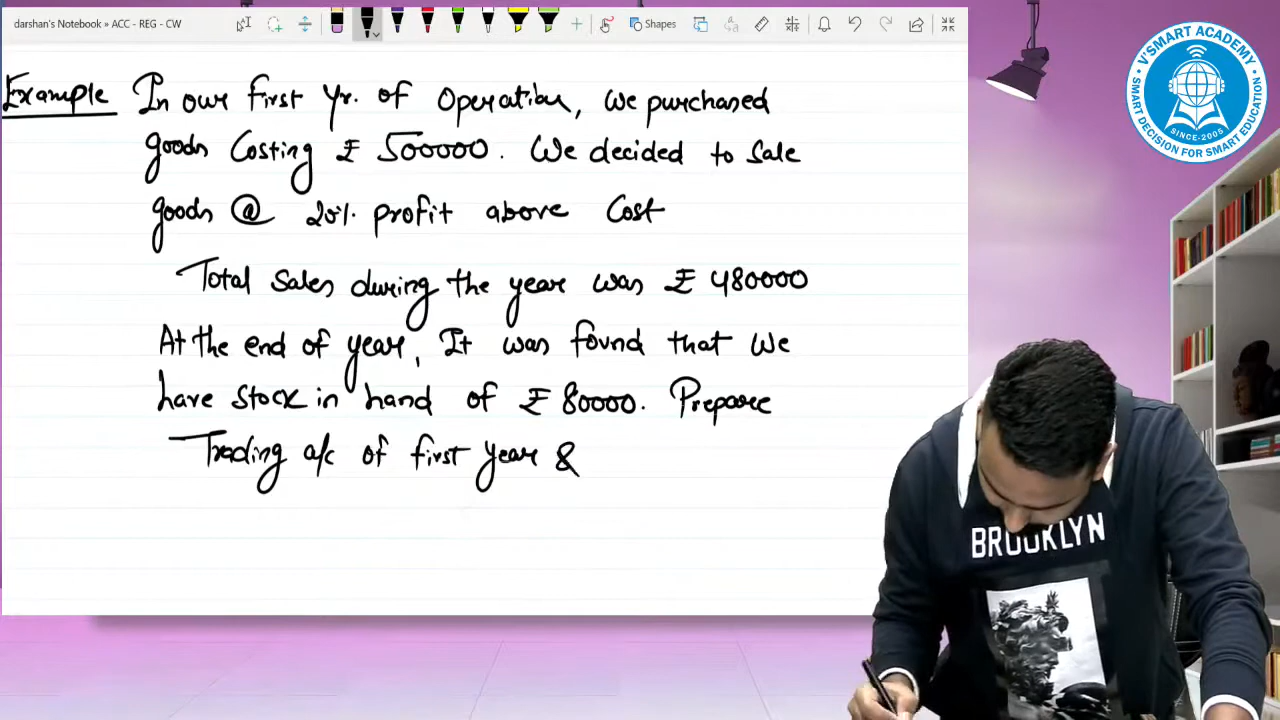 darshan's Notebook » ACC - REG - CW
Shapes
Example In our first Yr. of Operation, we purchased
goods Costing ₹ 500000. We decided to Sale
goods @ 20% profit above Cost
Total Sales during the year was ₹ 480000
At the end of year, It was found that we
have Stock in hand of ₹ 80000. Prepare
Trading a/c of first year &
V'SMART ACADEMY
SINCE-2005
SMART DECISION FOR SMART EDUCATION
BROOKLYN